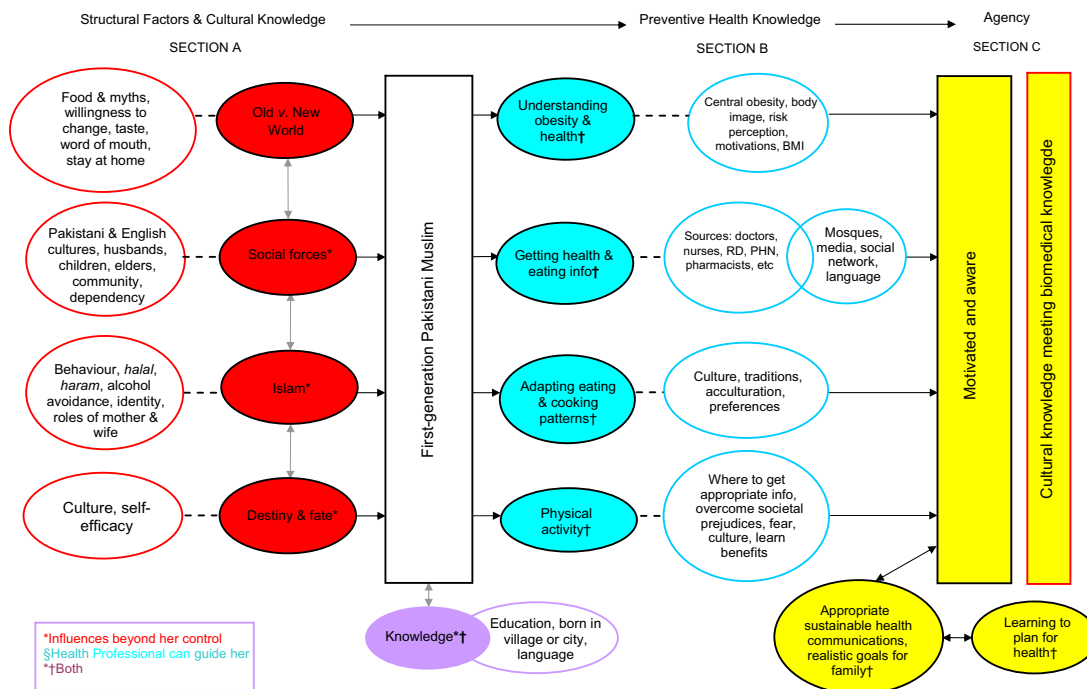 Structural Factors & Cultural Knowledge
Preventive Health Knowledge
Agency
SECTION A
SECTION B
SECTION C
Food & myths,
willingness to
change, taste,
word of mouth,
stay at home
Old v. New
World
Pakistani & English
cultures, husbands,
children, elders,
community,
dependency
Social forces*
Behaviour, halal,
haram, alcohol
avoidance, identity,
roles of mother &
wife
Islam*
Culture, self-
efficacy
Destiny & fate*
First-generation Pakistani Muslim
Understanding
obesity &
health†
Central obesity, body
image, risk
perception,
motivations, BMI
Getting health &
eating info†
Sources: doctors,
nurses, RD, PHN,
pharmacists, etc
Mosques,
media, social
network,
language
Adapting eating
& cooking
patterns†
Culture, traditions,
acculturation,
preferences
Physical
activity†
Where to get
appropriate info,
overcome societal
prejudices, fear,
culture, learn
benefits
Motivated and aware
Cultural knowledge meeting biomedical knowlegde
Knowledge*†
Education, born in
village or city,
language
Appropriate
sustainable health
communications,
realistic goals for
family†
Learning to
plan for
health†
*Influences beyond her control
§Health Professional can guide her
*†Both